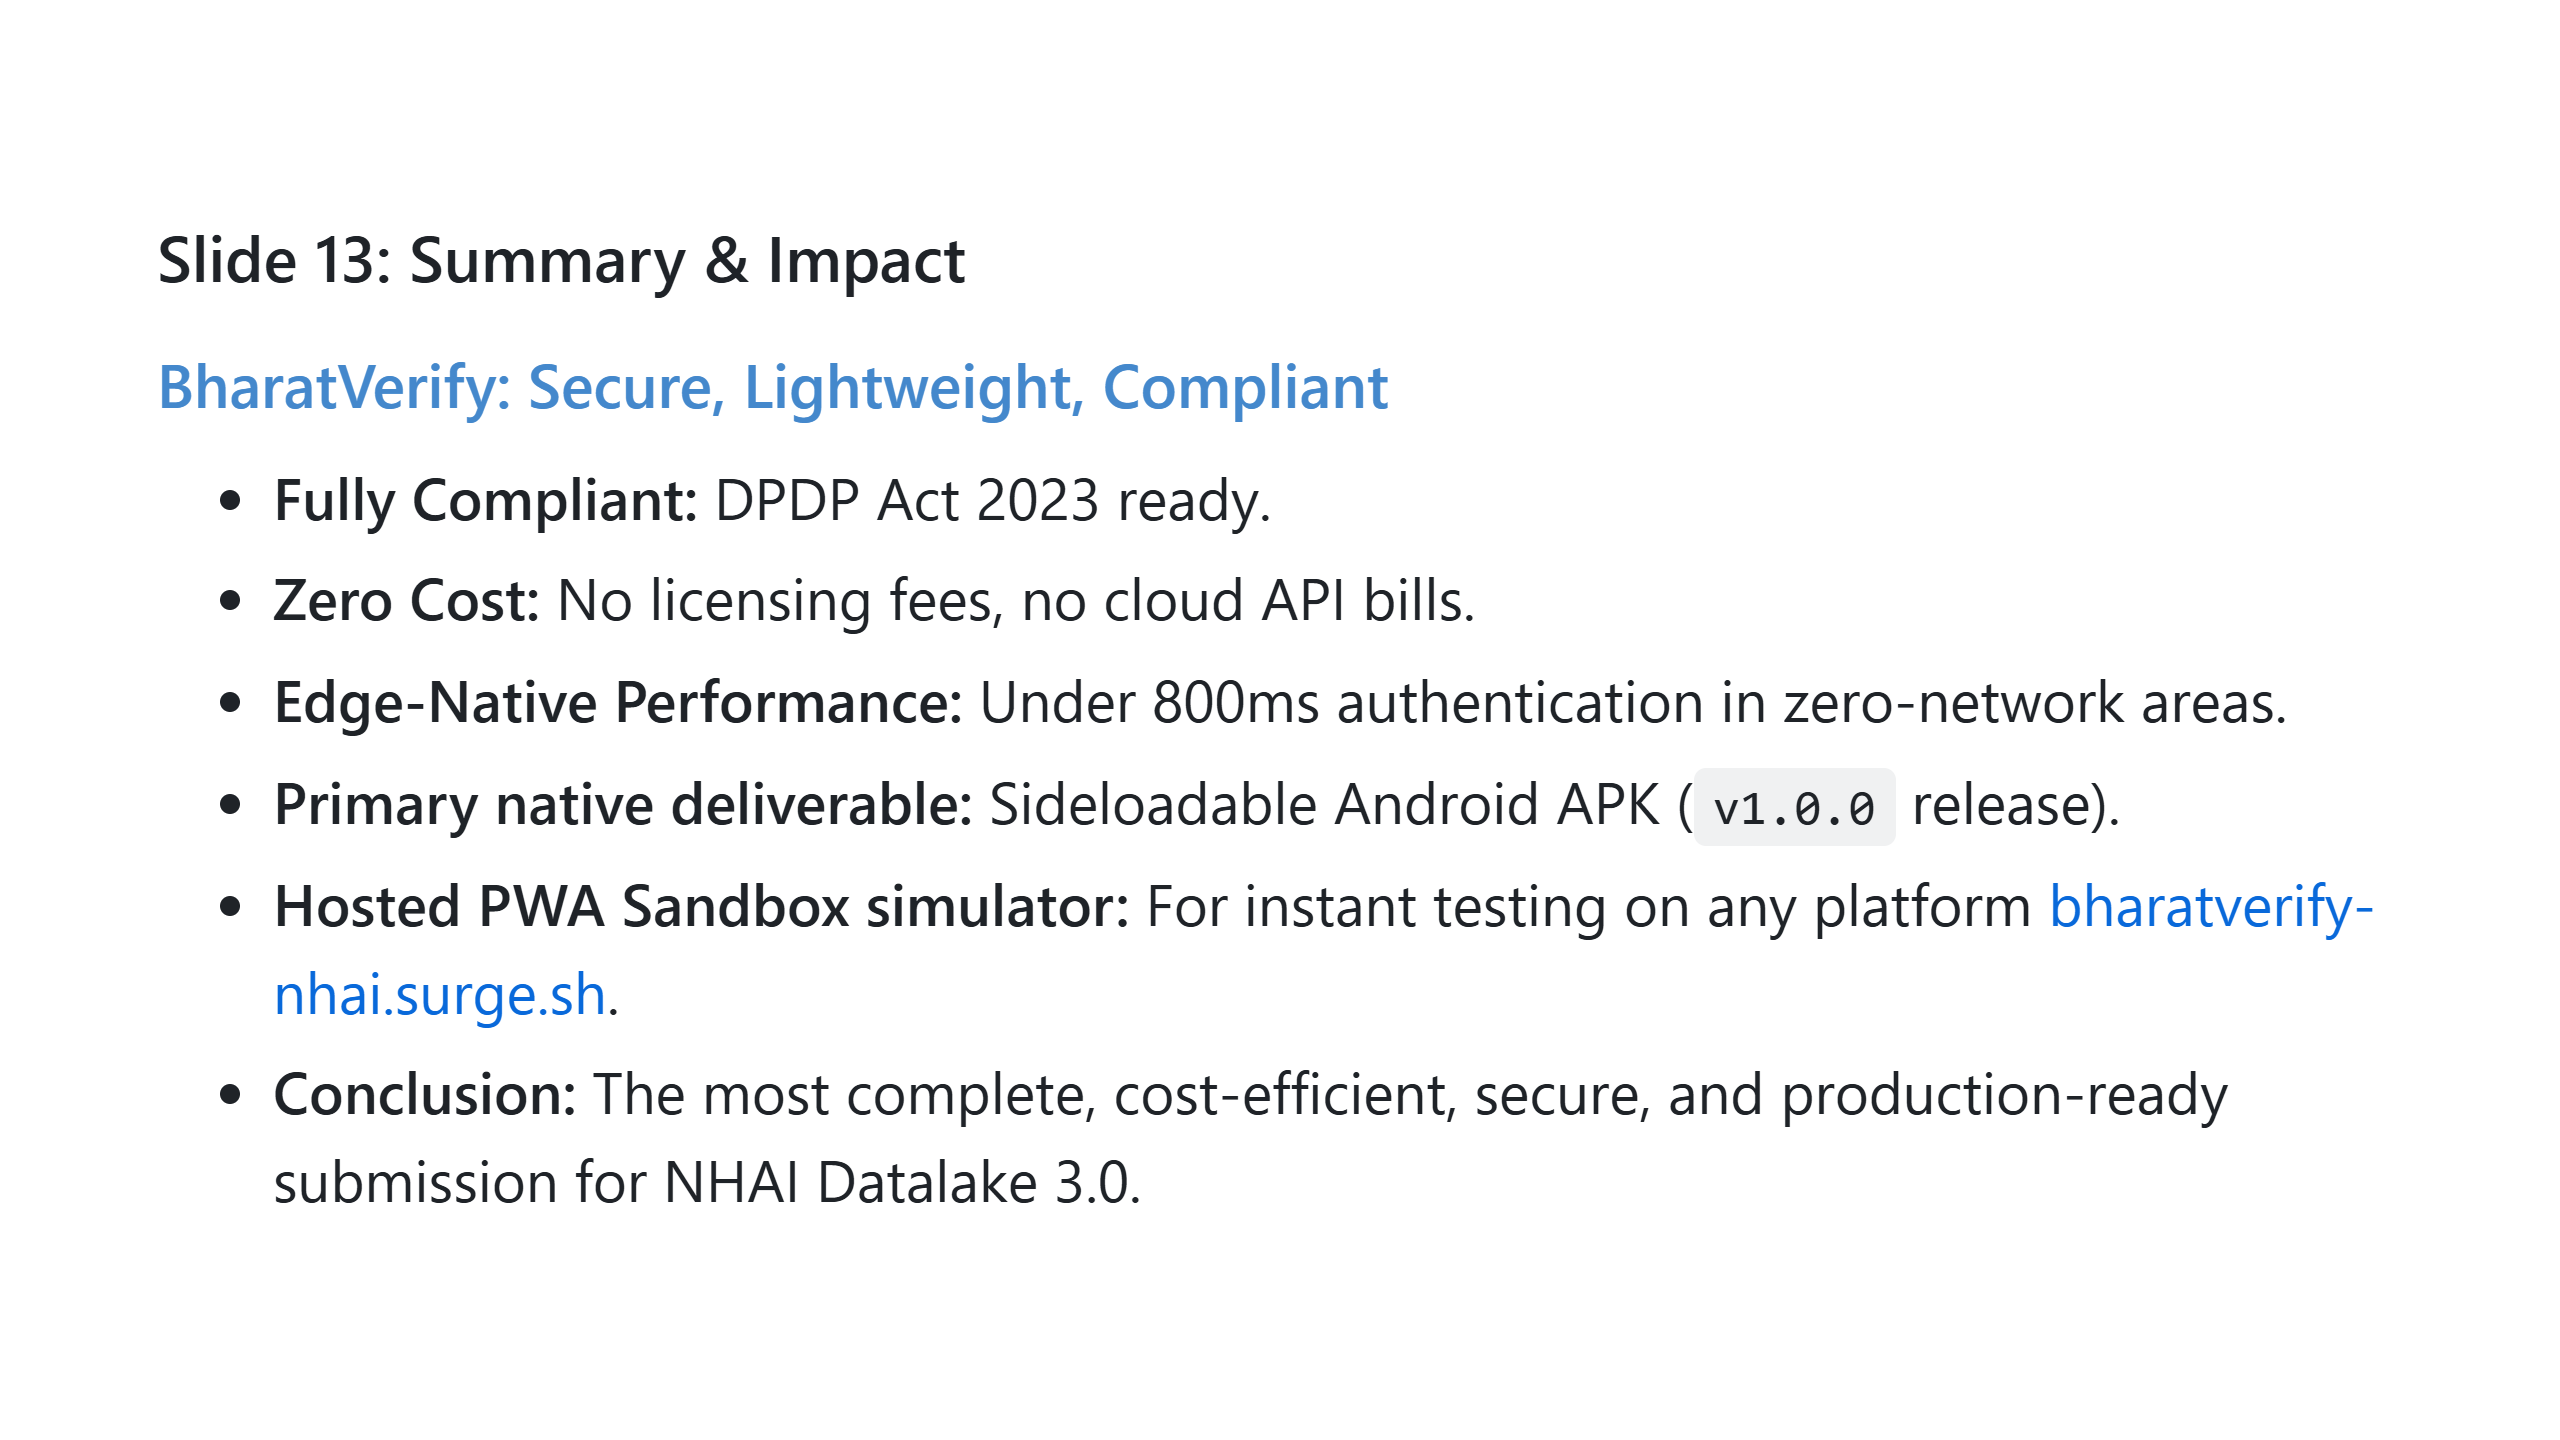 Slide 13: Summary & Impact
BharatVerify: Secure, Lightweight, Compliant
• Fully Compliant: DPDP Act 2023 ready.
• Zero Cost: No licensing fees, no cloud API bills.
• Edge-Native Performance: Under 800ms authentication in zero-network areas.
• Primary native deliverable: Sideloadable Android APK ( v1.0.0 release).
• Hosted PWA Sandbox simulator: For instant testing on any platform bharatverify-
nhai.surge.sh.
• Conclusion: The most complete, cost-efficient, secure, and production-ready
submission for NHAI Datalake 3.0.